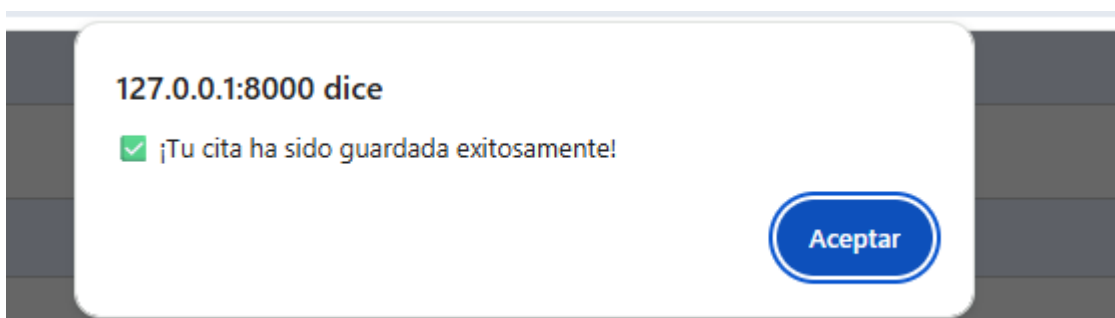 127.0.0.1:8000 dice
✅ ¡Tu cita ha sido guardada exitosamente!
Aceptar